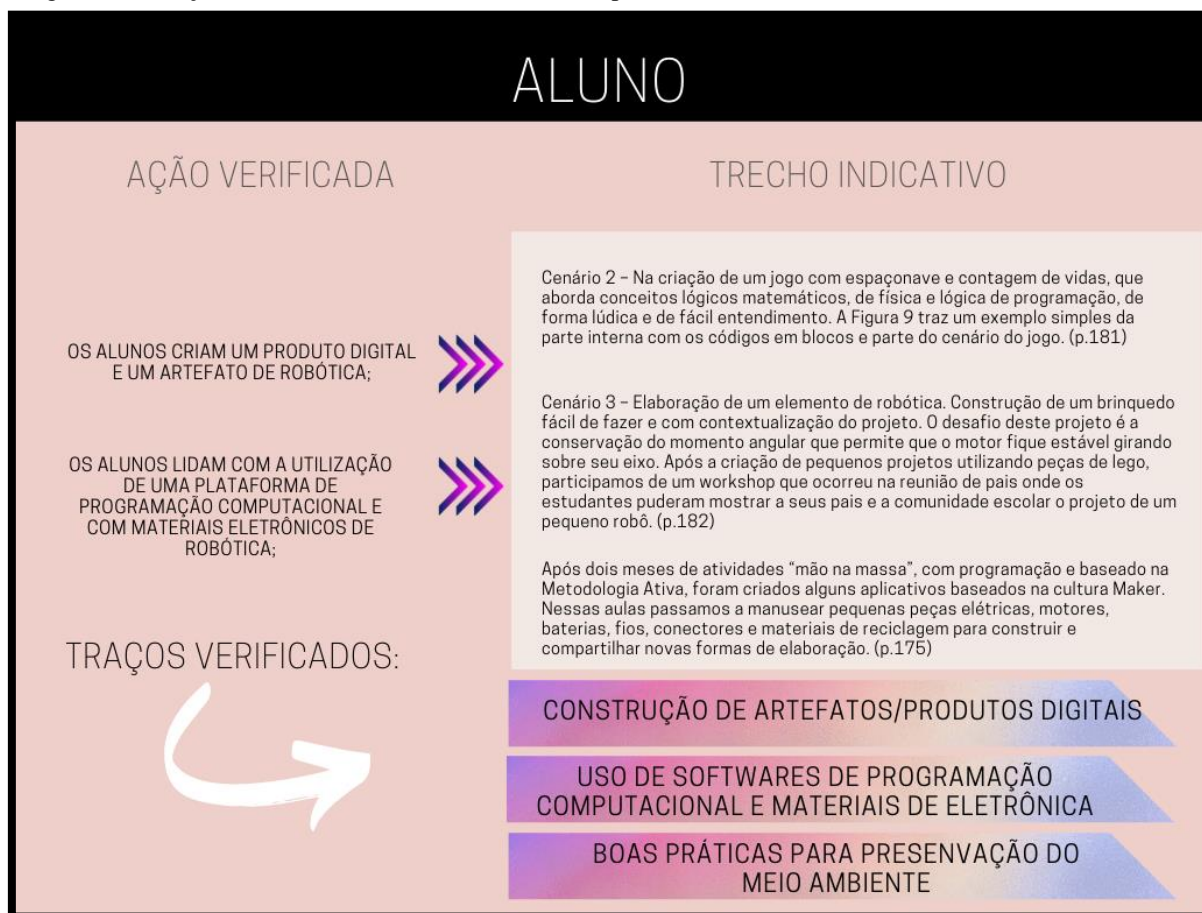 ALUNO
AÇÃO VERIFICADA
TRECHO INDICATIVO
OS ALUNOS CRIAM UM PRODUTO DIGITAL
E UM ARTEFATO DE ROBÓTICA;
Cenário 2 – Na criação de um jogo com espaçonave e contagem de vidas, que
aborda conceitos lógicos matemáticos, de física e lógica de programação, de
forma lúdica e de fácil entendimento. A Figura 9 traz um exemplo simples da
parte interna com os códigos em blocos e parte do cenário do jogo. (p.181)
OS ALUNOS LIDAM COM A UTILIZAÇÃO
DE UMA PLATAFORMA DE
PROGRAMAÇÃO COMPUTACIONAL E
COM MATERIAIS ELETRÔNICOS DE
ROBÓTICA;
Cenário 3 – Elaboração de um elemento de robótica. Construção de um brinquedo
fácil de fazer e com contextualização do projeto. O desafio deste projeto é a
conservação do momento angular que permite que o motor fique estável girando
sobre seu eixo. Após a criação de pequenos projetos utilizando peças de lego,
participamos de um workshop que ocorreu na reunião de pais onde os
estudantes puderam mostrar a seus pais e a comunidade escolar o projeto de um
pequeno robô. (p.182)
Após dois meses de atividades “mão na massa”, com programação e baseado na
Metodologia Ativa, foram criados alguns aplicativos baseados na cultura Maker.
Nessas aulas passamos a manusear pequenas peças elétricas, motores,
baterias, fios, conectores e materiais de reciclagem para construir e
compartilhar novas formas de elaboração. (p.175)
TRAÇOS VERIFICADOS:
CONSTRUÇÃO DE ARTEFATOS/PRODUTOS DIGITAIS
USO DE SOFTWARES DE PROGRAMAÇÃO
COMPUTACIONAL E MATERIAIS DE ELETRÔNICA
BOAS PRÁTICAS PARA PRESENVAÇÃO DO
MEIO AMBIENTE